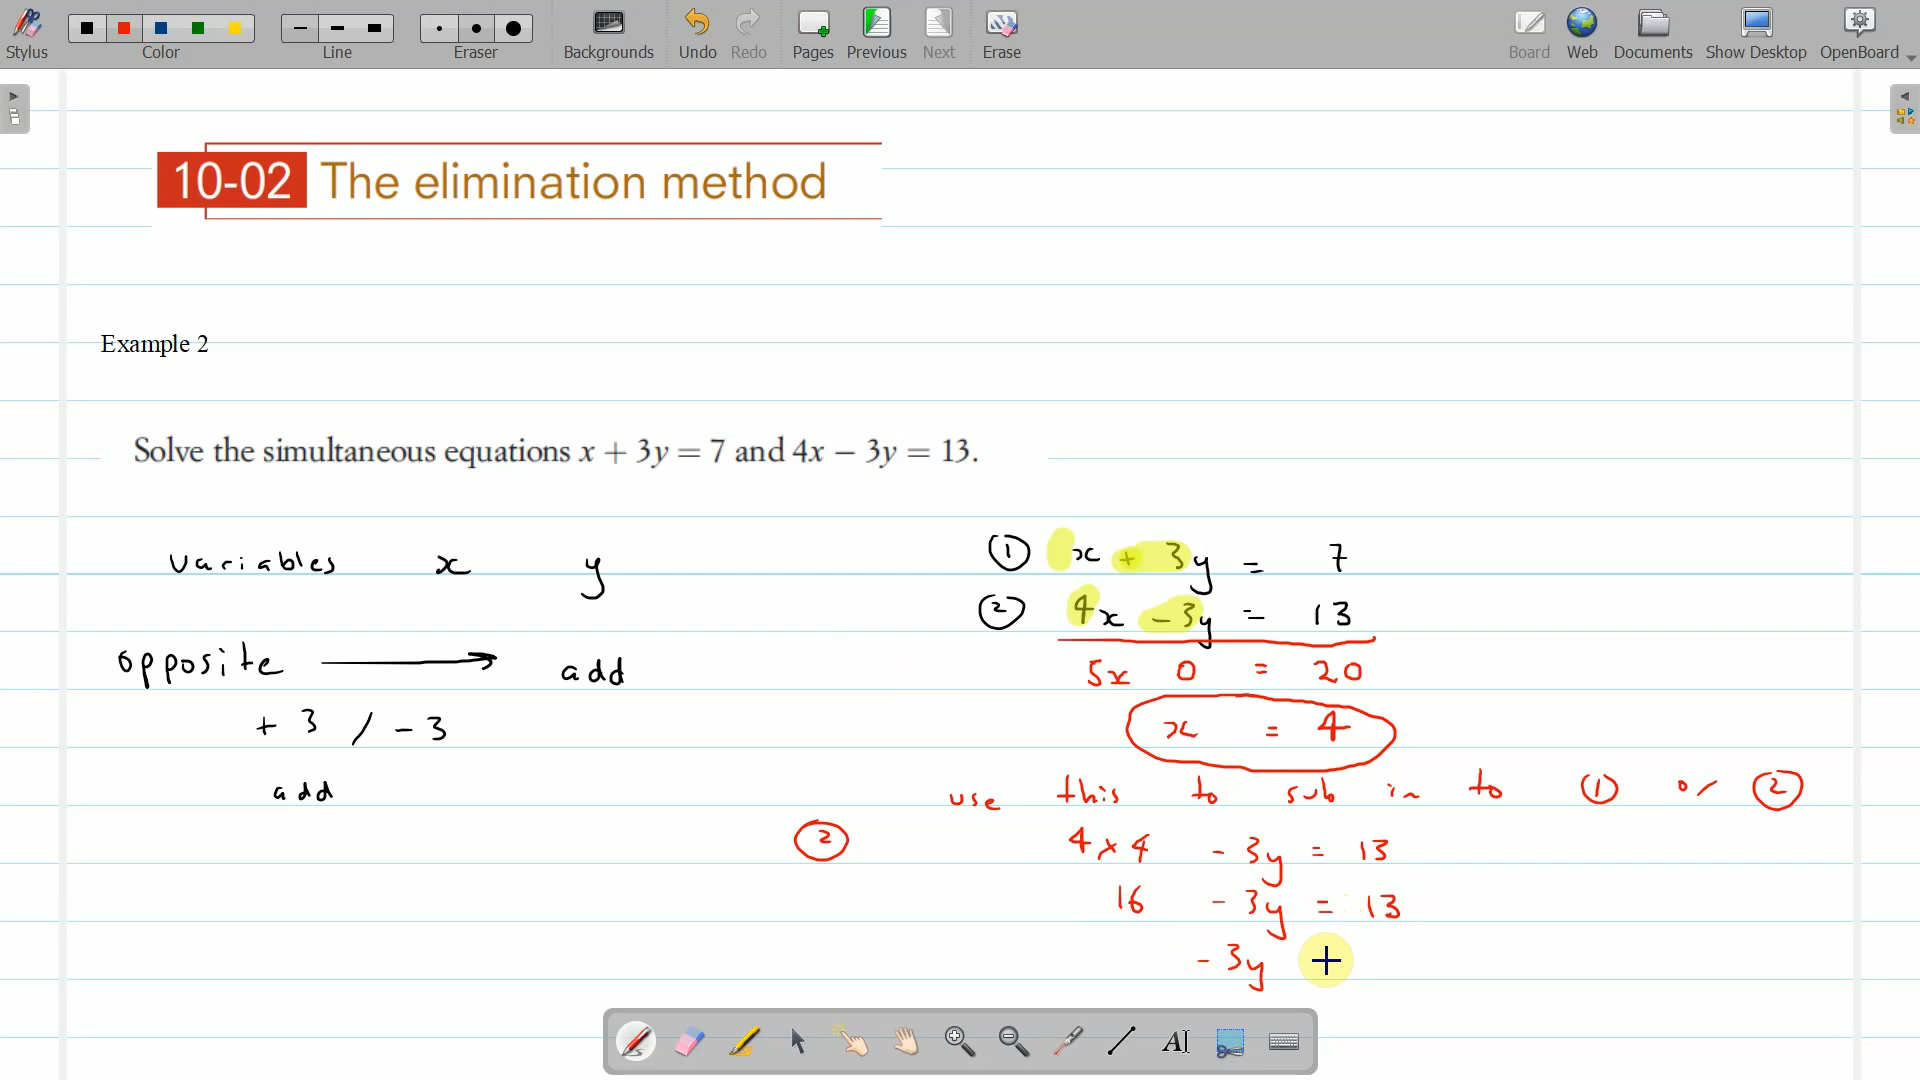 Stylus Color Line Eraser Backgrounds Undo Redo Pages Previous Next Erase Board Web Documents Show Desktop OpenBoard
10-02 The elimination method
Example 2
Solve the simultaneous equations x + 3y = 7 and 4x − 3y = 13.
variables x y
opposite → add
+ 3 / - 3
add
① x + 3y = 7
② 4x - 3y = 13
5x 0 = 20
x = 4
use this to sub in to ① or ②
② 4 × 4 - 3y = 13
16 - 3y = 13
- 3y
AI